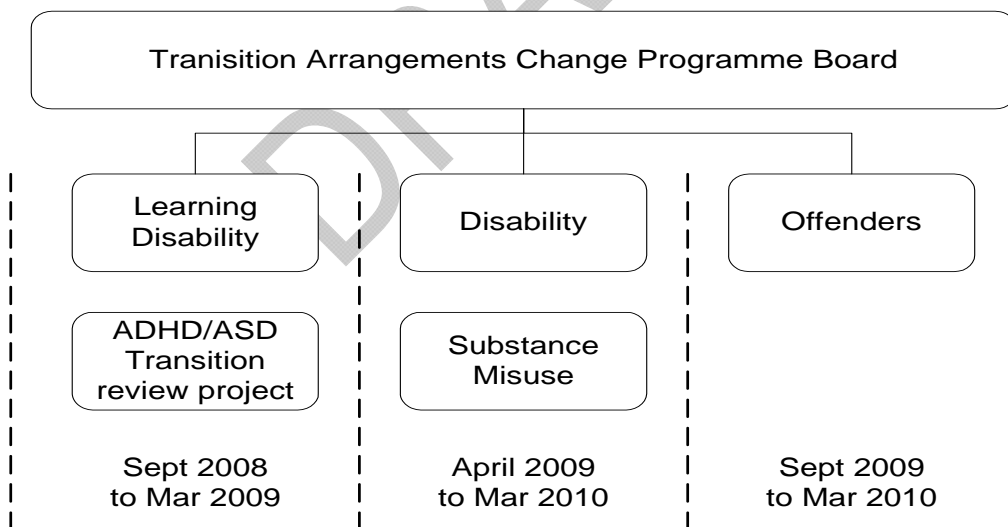 Tranisition Arrangements Change Programme Board
Learning
Disability
Disability
Offenders
ADHD/ASD
Transition
review project
Substance
Misuse
Sept 2008
to Mar 2009
April 2009
to Mar 2010
Sept 2009
to Mar 2010